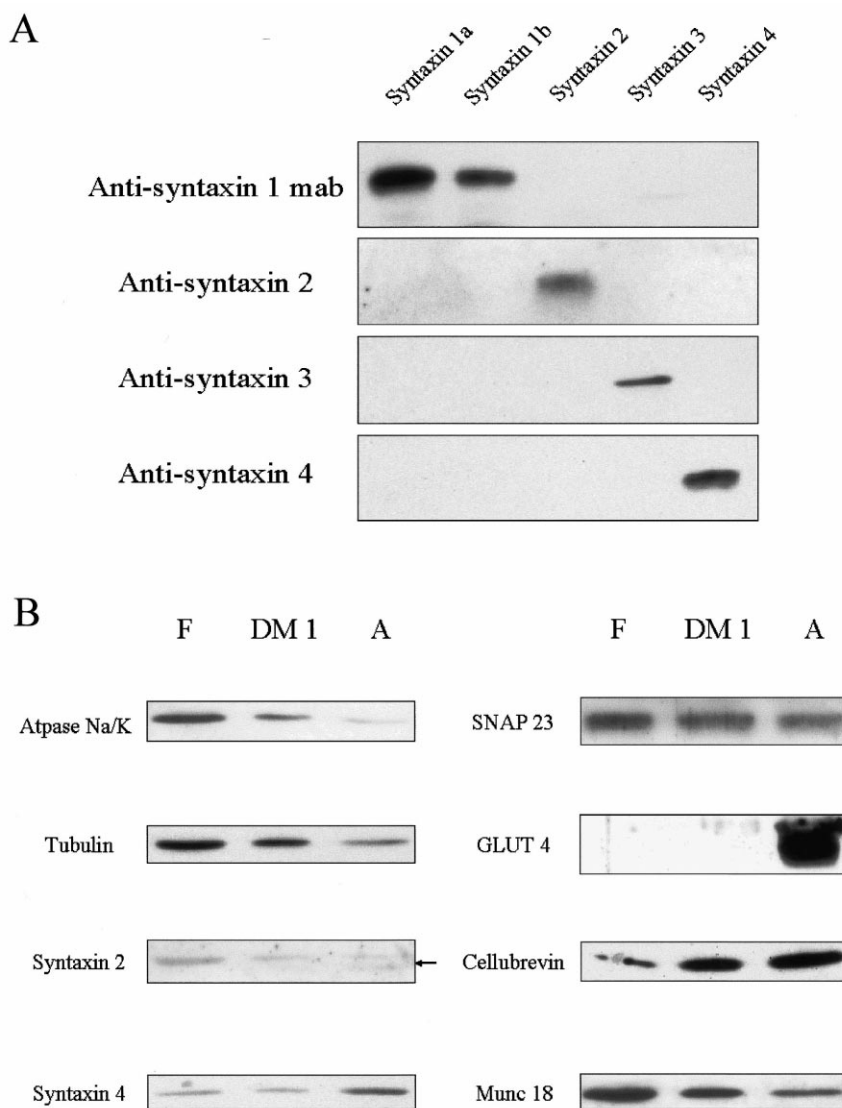 A
Syntaxin 1a
Syntaxin 1b
Syntaxin 2
Syntaxin 3
Syntaxin 4
Anti-syntaxin 1 mab
Anti-syntaxin 2
Anti-syntaxin 3
Anti-syntaxin 4
B
F DM 1 A
F DM 1 A
Atpase Na/K
SNAP 23
Tubulin
GLUT 4
Syntaxin 2
Cellubrevin
Syntaxin 4
Munc 18